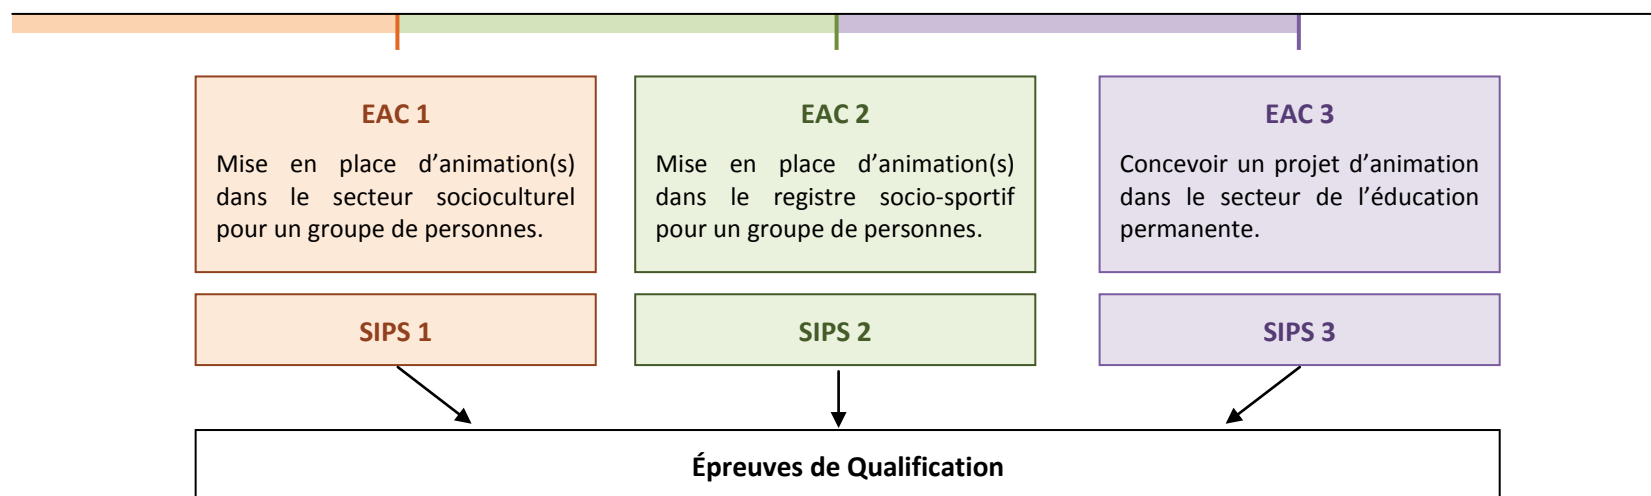 EAC 1
Mise en place d’animation(s)
dans le secteur socioculturel
pour un groupe de personnes.
EAC 2
Mise en place d’animation(s)
dans le registre socio-sportif
pour un groupe de personnes.
EAC 3
Concevoir un projet d’animation
dans le secteur de l’éducation
permanente.
SIPS 1
SIPS 2
SIPS 3
Épreuves de Qualification